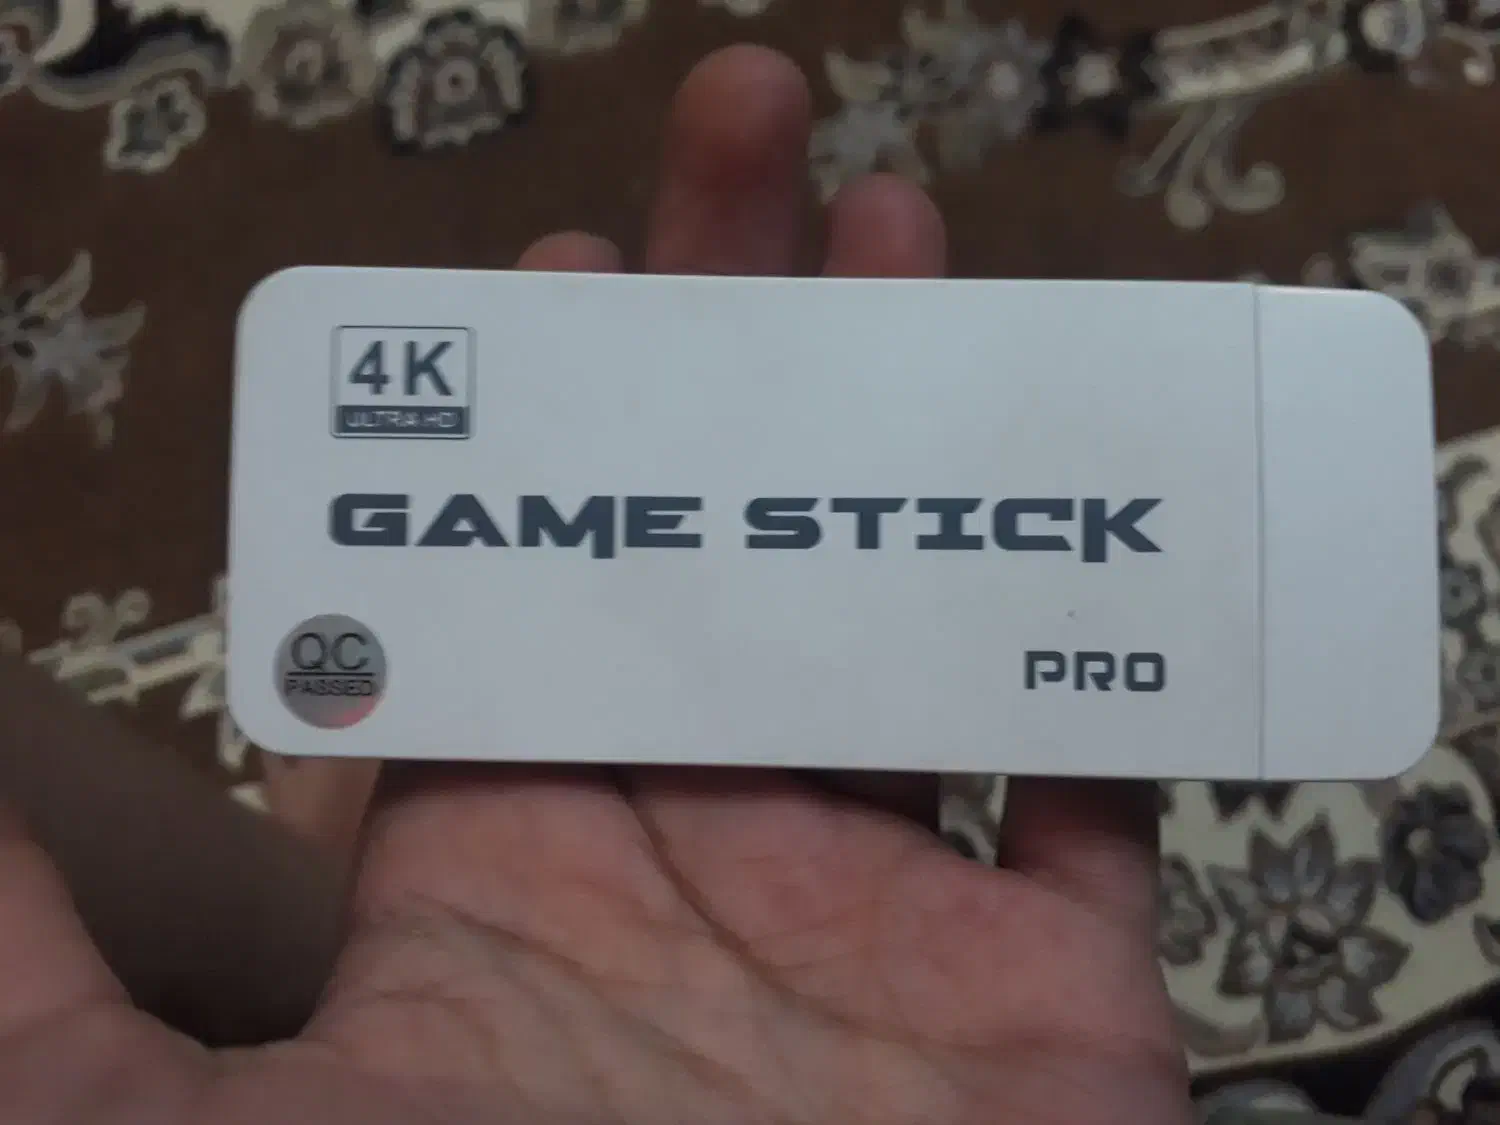 4K
ULTRA HD
GAME STICK
QC
PASSED
PRO